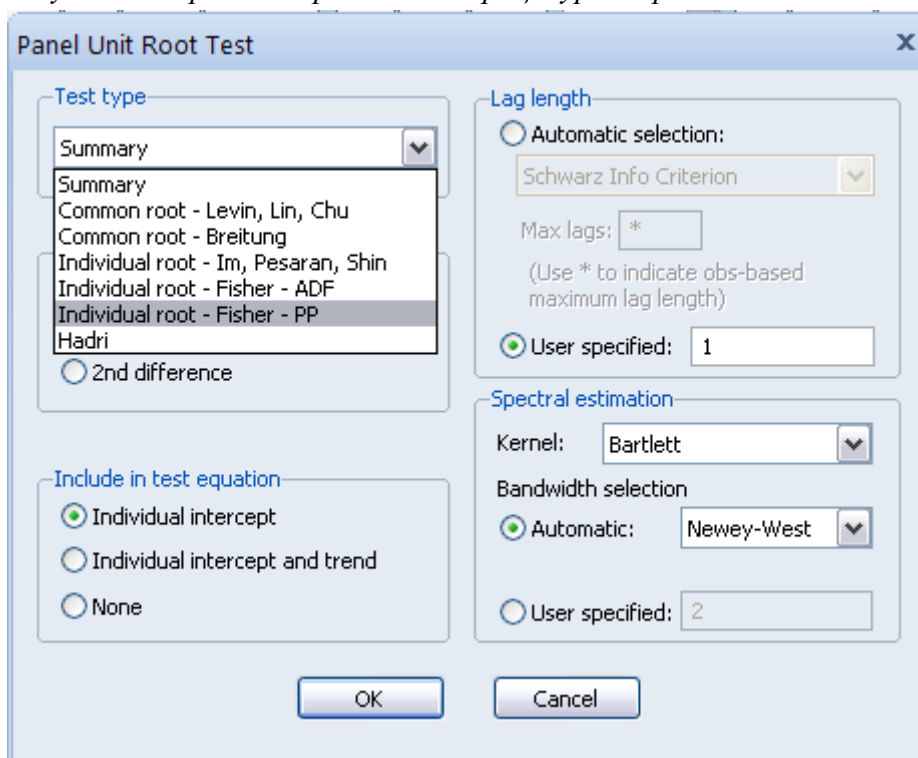 Panel Unit Root Test
x
Test type
Summary
Summary
Common root - Levin, Lin, Chu
Common root - Breitung
Individual root - Im, Pesaran, Shin
Individual root - Fisher - ADF
Individual root - Fisher - PP
Hadri
2nd difference
Include in test equation
Individual intercept
Individual intercept and trend
None
Lag length
Automatic selection:
Schwarz Info Criterion
Max lags: *
(Use * to indicate obs-based
maximum lag length)
User specified: 1
Spectral estimation
Kernel: Bartlett
Bandwidth selection
Automatic: Newey-West
User specified: 2
OK
Cancel